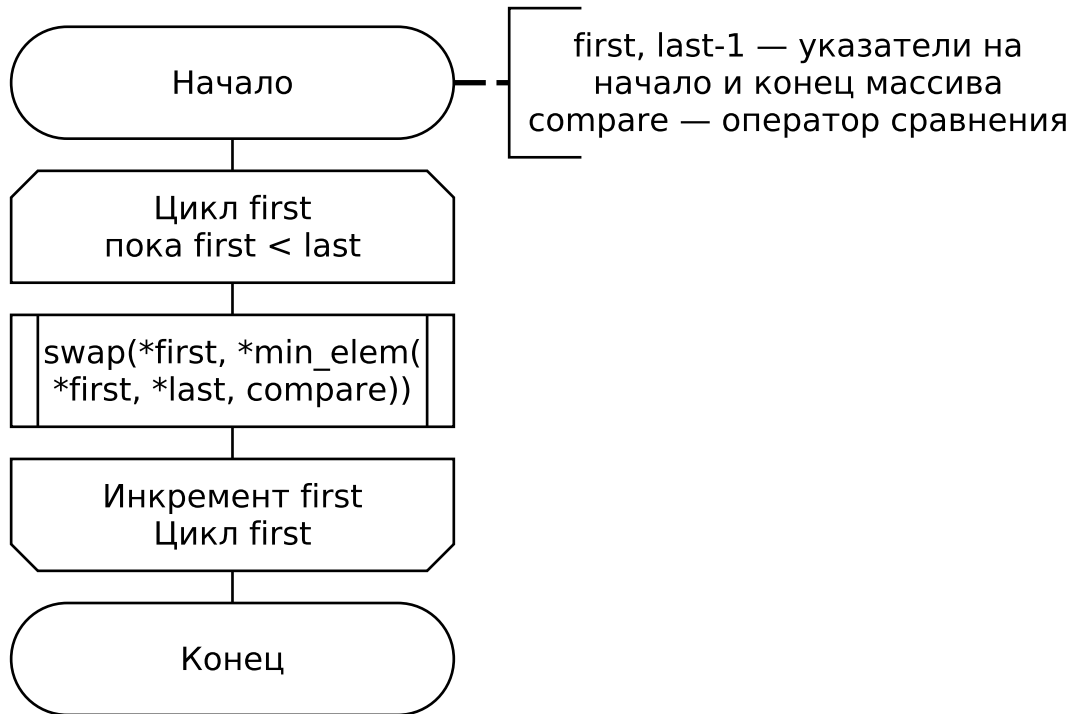 Начало
first, last-1 — указатели на
начало и конец массива
compare — оператор сравнения
Цикл first
пока first < last
swap(*first, *min_elem(
*first, *last, compare))
Инкремент first
Цикл first
Конец